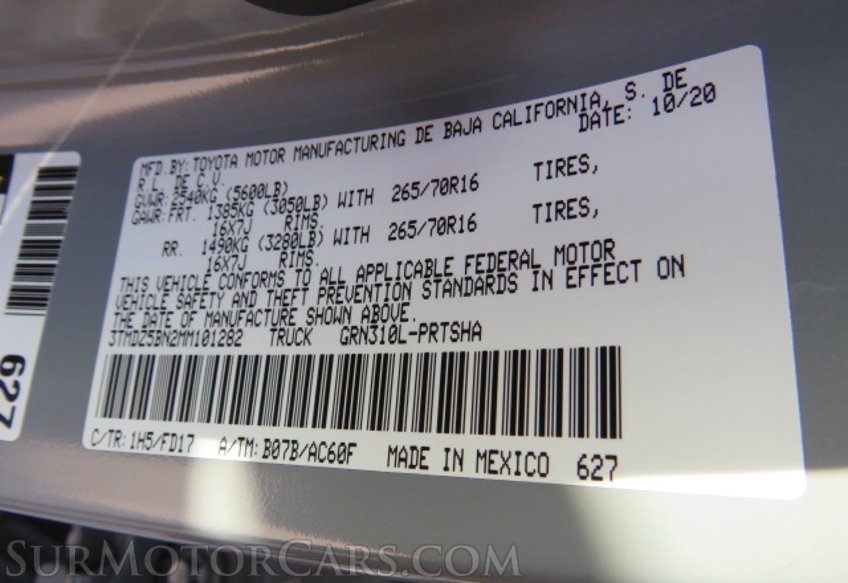 MFD.BY:TOYOTA MOTOR MANUFACTURING DE BAJA CALIFORNIA, S. DE
R.L. DE C.V. DATE: 10/20
GVWR: 2540KG (5600LB)
GAWR:FRT. 1385KG (3050LB) WITH 265/70R16 TIRES,
16X7J RIMS.
RR. 1490KG (3280LB) WITH 265/70R16 TIRES,
16X7J RIMS.
THIS VEHICLE CONFORMS TO ALL APPLICABLE FEDERAL MOTOR
VEHICLE SAFETY AND THEFT PREVENTION STANDARDS IN EFFECT ON
THE DATE OF MANUFACTURE SHOWN ABOVE.
3TMDZ5BN2MM101282 TRUCK GRN310L-PRTSHA
C/TR:1H5/FD17 A/TM:B07B/AC60F MADE IN MEXICO 627
627
SurMotorCars.com